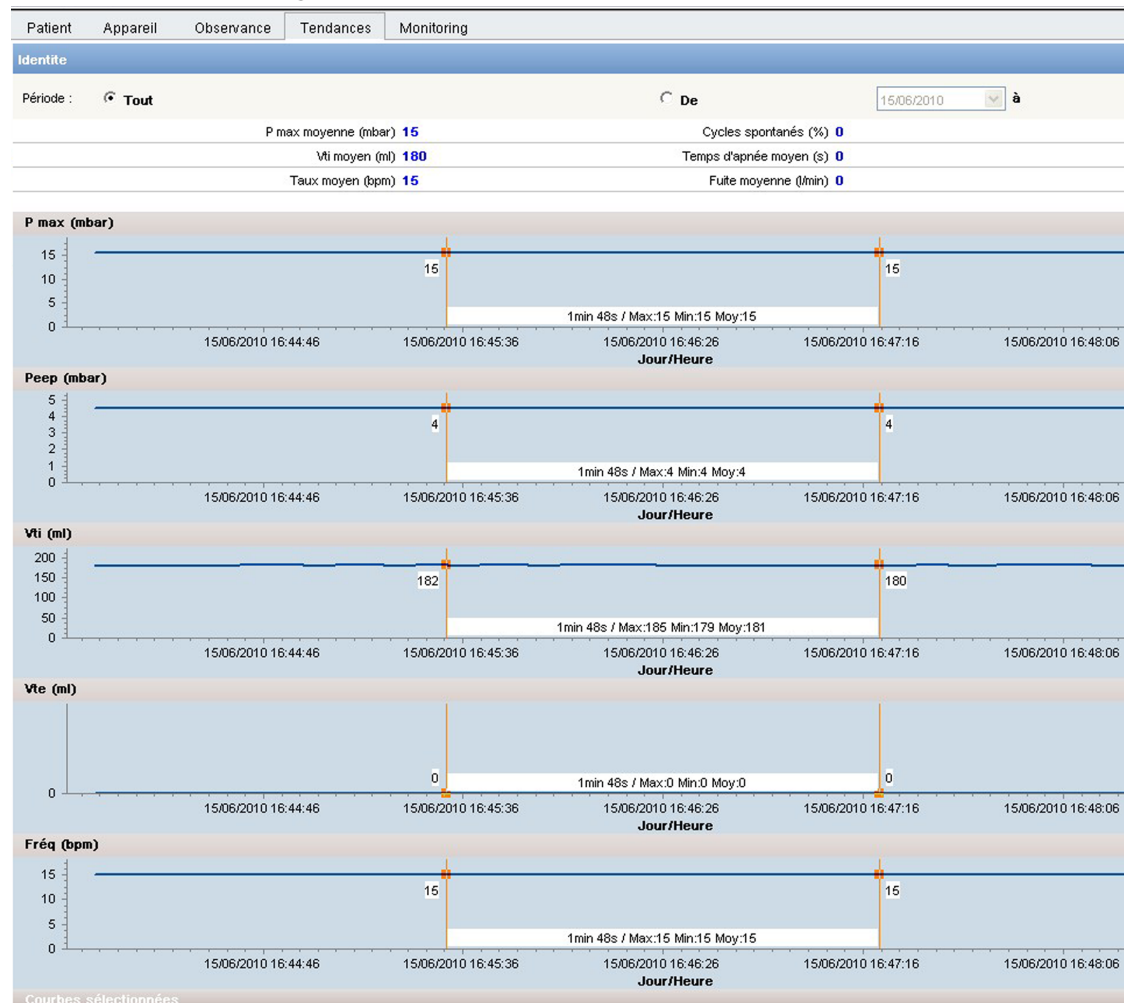 Patient Appareil Observance Tendances Monitoring
Identite
Période : Tout De 15/06/2010 à
P max moyenne (mbar) 15 Cycles spontanés (%) 0
Vti moyen (ml) 180 Temps d'apnée moyen (s) 0
Taux moyen (bpm) 15 Fuite moyenne (l/min) 0
P max (mbar)
15
10
5
0
15 15
1min 48s / Max:15 Min:15 Moy:15
15/06/2010 16:44:46 15/06/2010 16:45:36 15/06/2010 16:46:26 15/06/2010 16:47:16 15/06/2010 16:48:06
Jour/Heure
Peep (mbar)
5
4
3
2
1
0
4 4
1min 48s / Max:4 Min:4 Moy:4
15/06/2010 16:44:46 15/06/2010 16:45:36 15/06/2010 16:46:26 15/06/2010 16:47:16 15/06/2010 16:48:06
Jour/Heure
Vti (ml)
200
150
100
50
0
182 180
1min 48s / Max:185 Min:179 Moy:181
15/06/2010 16:44:46 15/06/2010 16:45:36 15/06/2010 16:46:26 15/06/2010 16:47:16 15/06/2010 16:48:06
Jour/Heure
Vte (ml)
0
0 0
1min 48s / Max:0 Min:0 Moy:0
15/06/2010 16:44:46 15/06/2010 16:45:36 15/06/2010 16:46:26 15/06/2010 16:47:16 15/06/2010 16:48:06
Jour/Heure
Fréq (bpm)
15
10
5
0
15 15
1min 48s / Max:15 Min:15 Moy:15
15/06/2010 16:44:46 15/06/2010 16:45:36 15/06/2010 16:46:26 15/06/2010 16:47:16 15/06/2010 16:48:06
Jour/Heure
Courbes sélectionnées